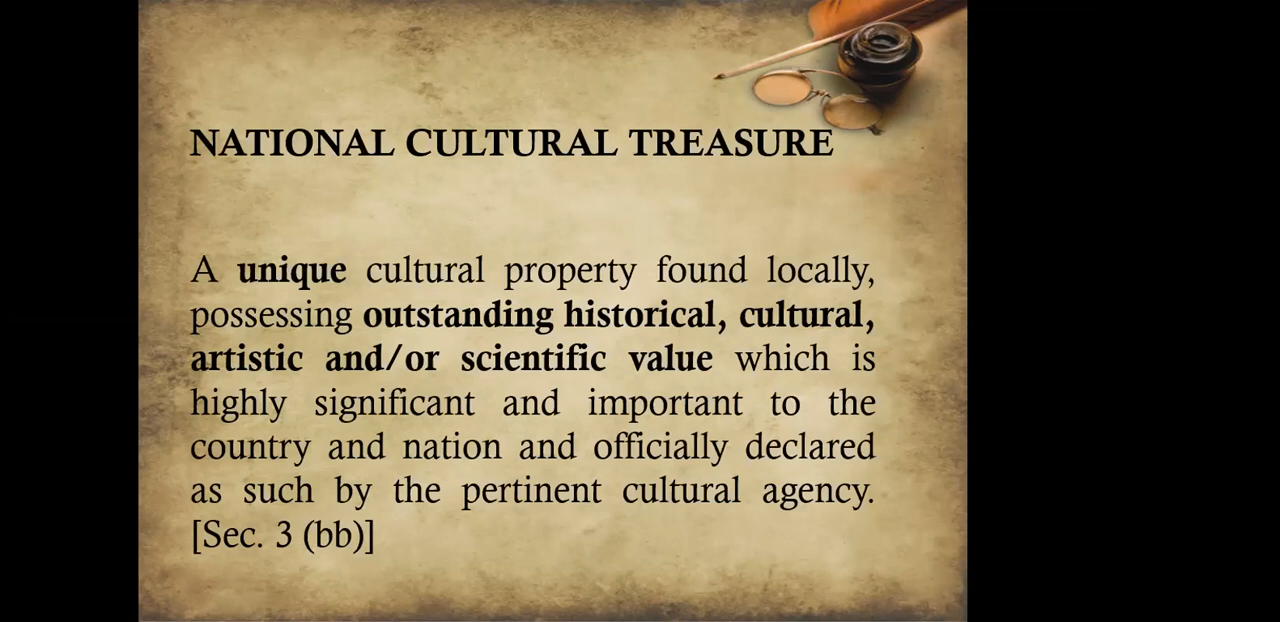 NATIONAL CULTURAL TREASURE
A unique cultural property found locally,
possessing outstanding historical, cultural,
artistic and/or scientific value which is
highly significant and important to the
country and nation and officially declared
as such by the pertinent cultural agency.
[Sec. 3 (bb)]